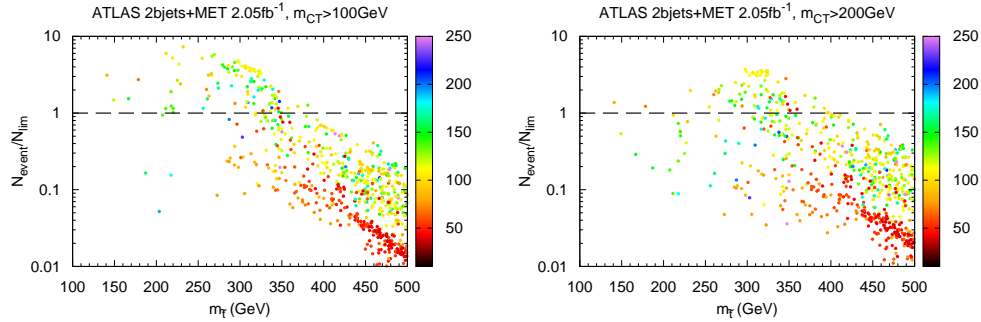 ATLAS 2bjets+MET 2.05fb⁻¹, m_CT>100GeV
N_event/N_lim
10
1
0.1
0.01
100 150 200 250 300 350 400 450 500
m_t̃ (GeV)
250
200
150
100
50
ATLAS 2bjets+MET 2.05fb⁻¹, m_CT>200GeV
N_event/N_lim
10
1
0.1
0.01
100 150 200 250 300 350 400 450 500
m_t̃ (GeV)
250
200
150
100
50